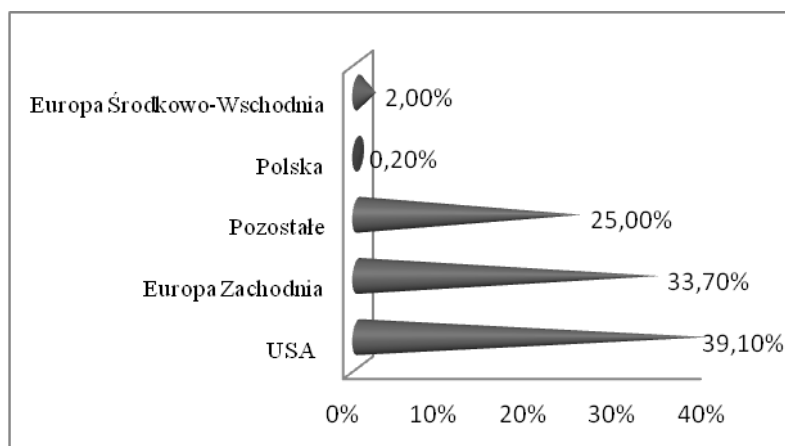 Europa Środkowo-Wschodnia 2,00%
Polska 0,20%
Pozostałe 25,00%
Europa Zachodnia 33,70%
USA 39,10%
0% 10% 20% 30% 40%